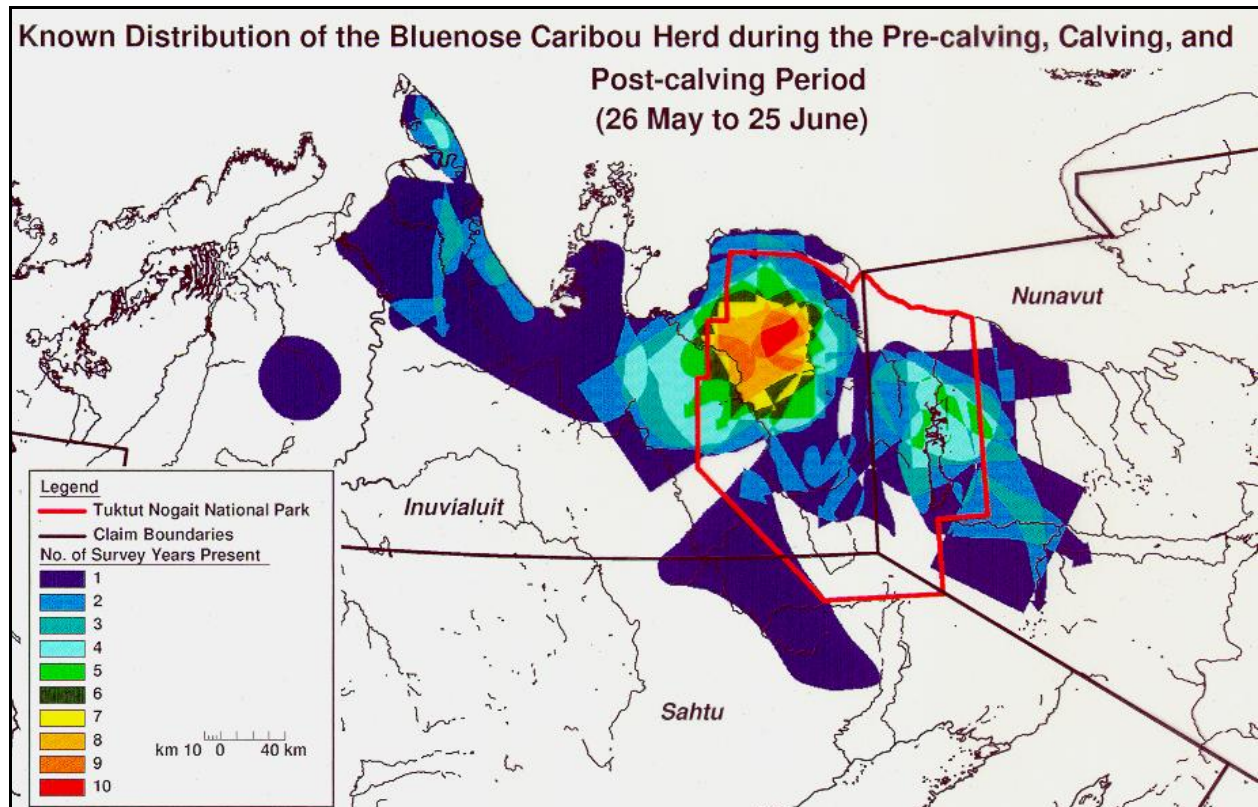 Known Distribution of the Bluenose Caribou Herd during the Pre-calving, Calving, and
Post-calving Period
(26 May to 25 June)
Nunavut
Inuvialuit
Sahtu
Legend
Tuktut Nogait National Park
Claim Boundaries
No. of Survey Years Present
1
2
3
4
5
6
7
8
9
10
km 10 0 40 km